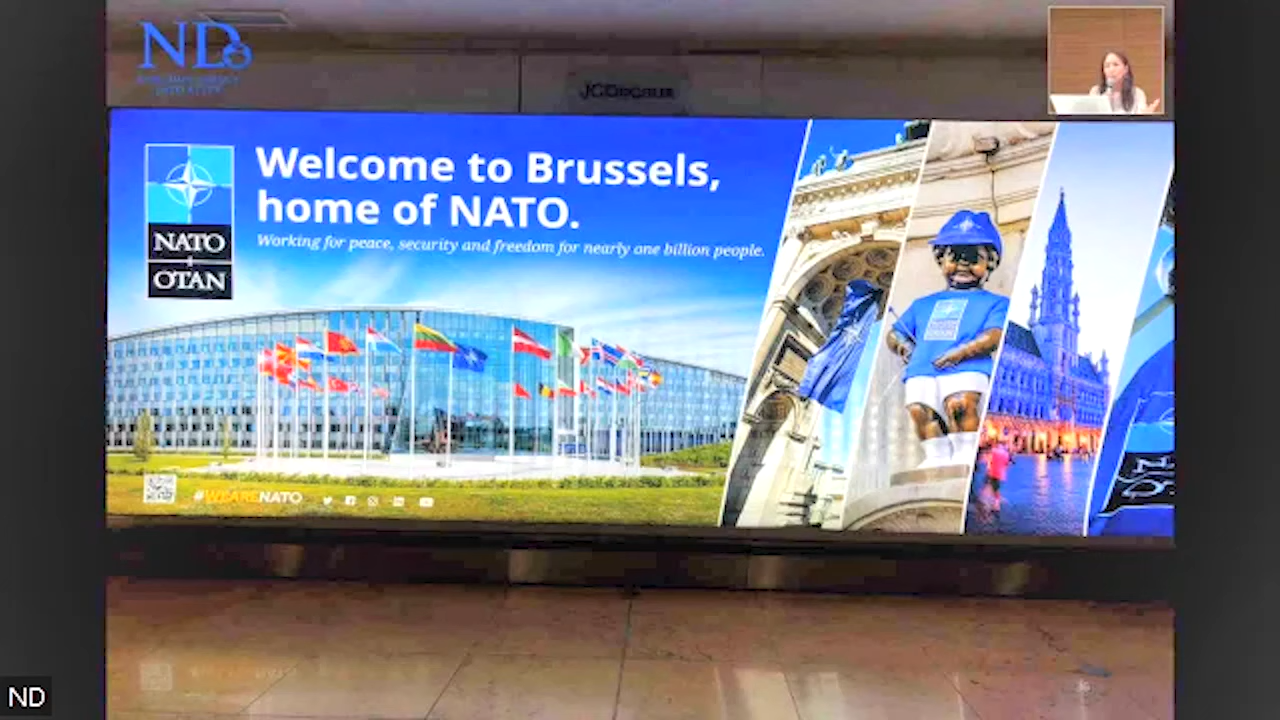 ND
JCDecaux
Welcome to Brussels,
home of NATO.
Working for peace, security and freedom for nearly one billion people.
NATO
OTAN
#WEARENATO
ND